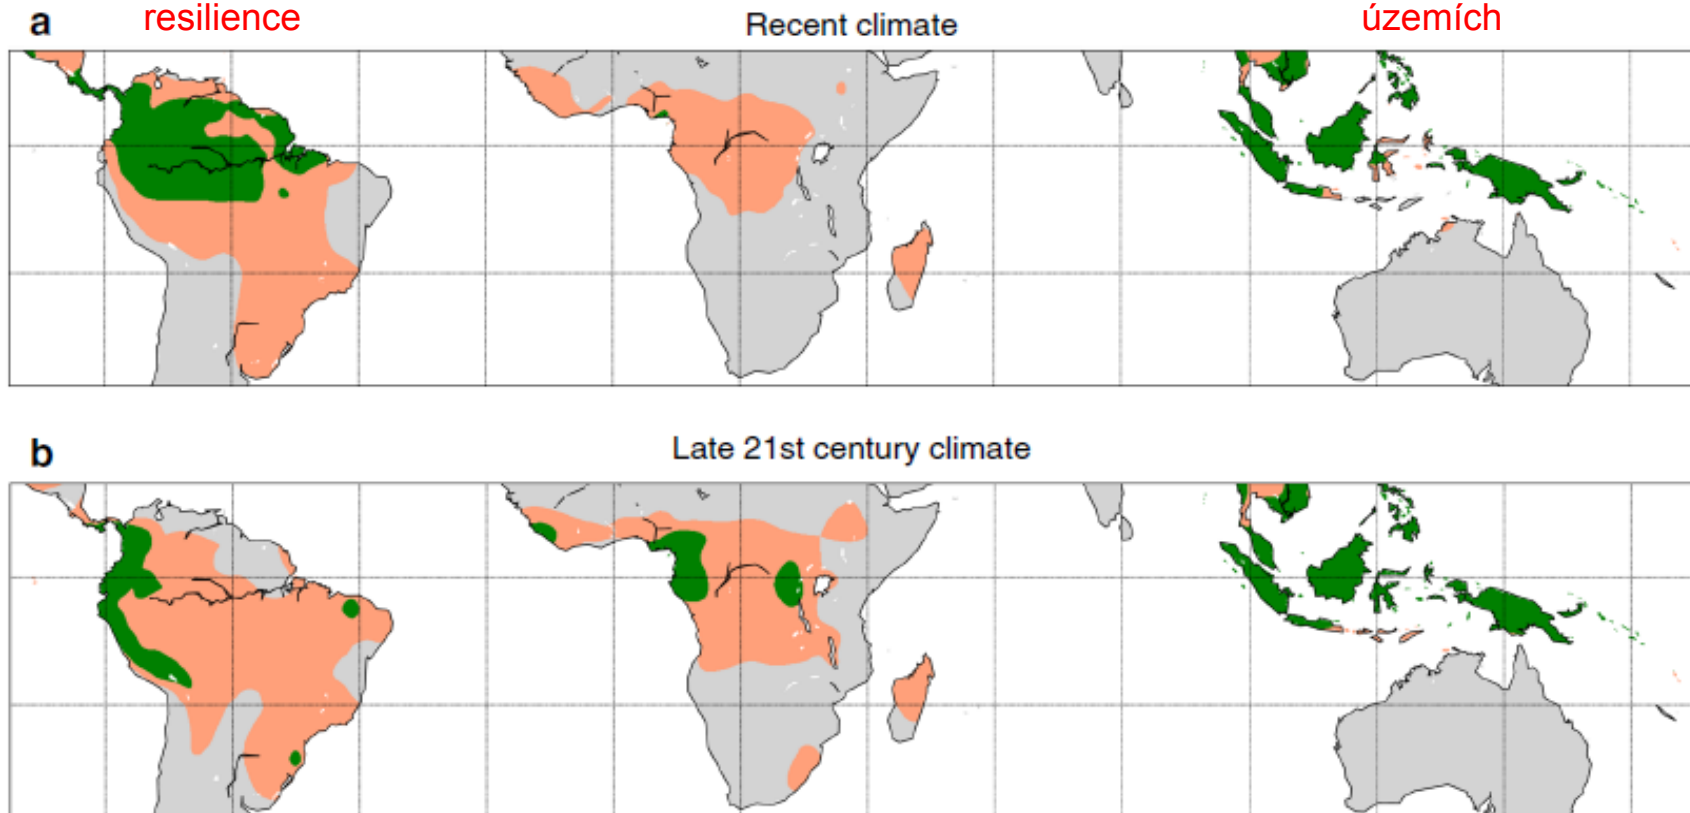 a
resilience
Recent climate
územích
b
Late 21st century climate